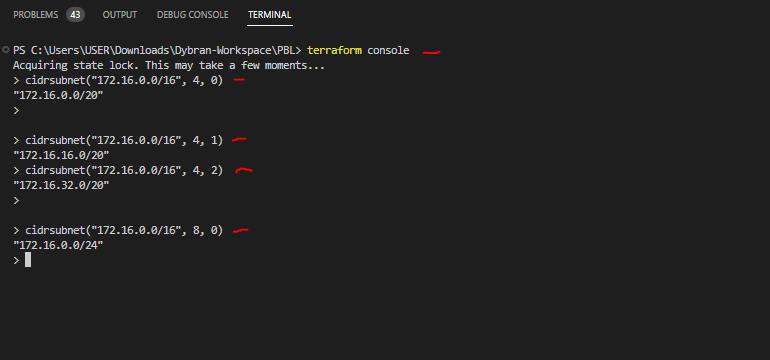 PROBLEMS 43 OUTPUT DEBUG CONSOLE TERMINAL
PS C:\Users\USER\Downloads\Dybran-Workspace\PBL> terraform console
Acquiring state lock. This may take a few moments...
> cidrsubnet("172.16.0.0/16", 4, 0)
"172.16.0.0/20"
>
> cidrsubnet("172.16.0.0/16", 4, 1)
"172.16.16.0/20"
> cidrsubnet("172.16.0.0/16", 4, 2)
"172.16.32.0/20"
>
> cidrsubnet("172.16.0.0/16", 8, 0)
"172.16.0.0/24"
>